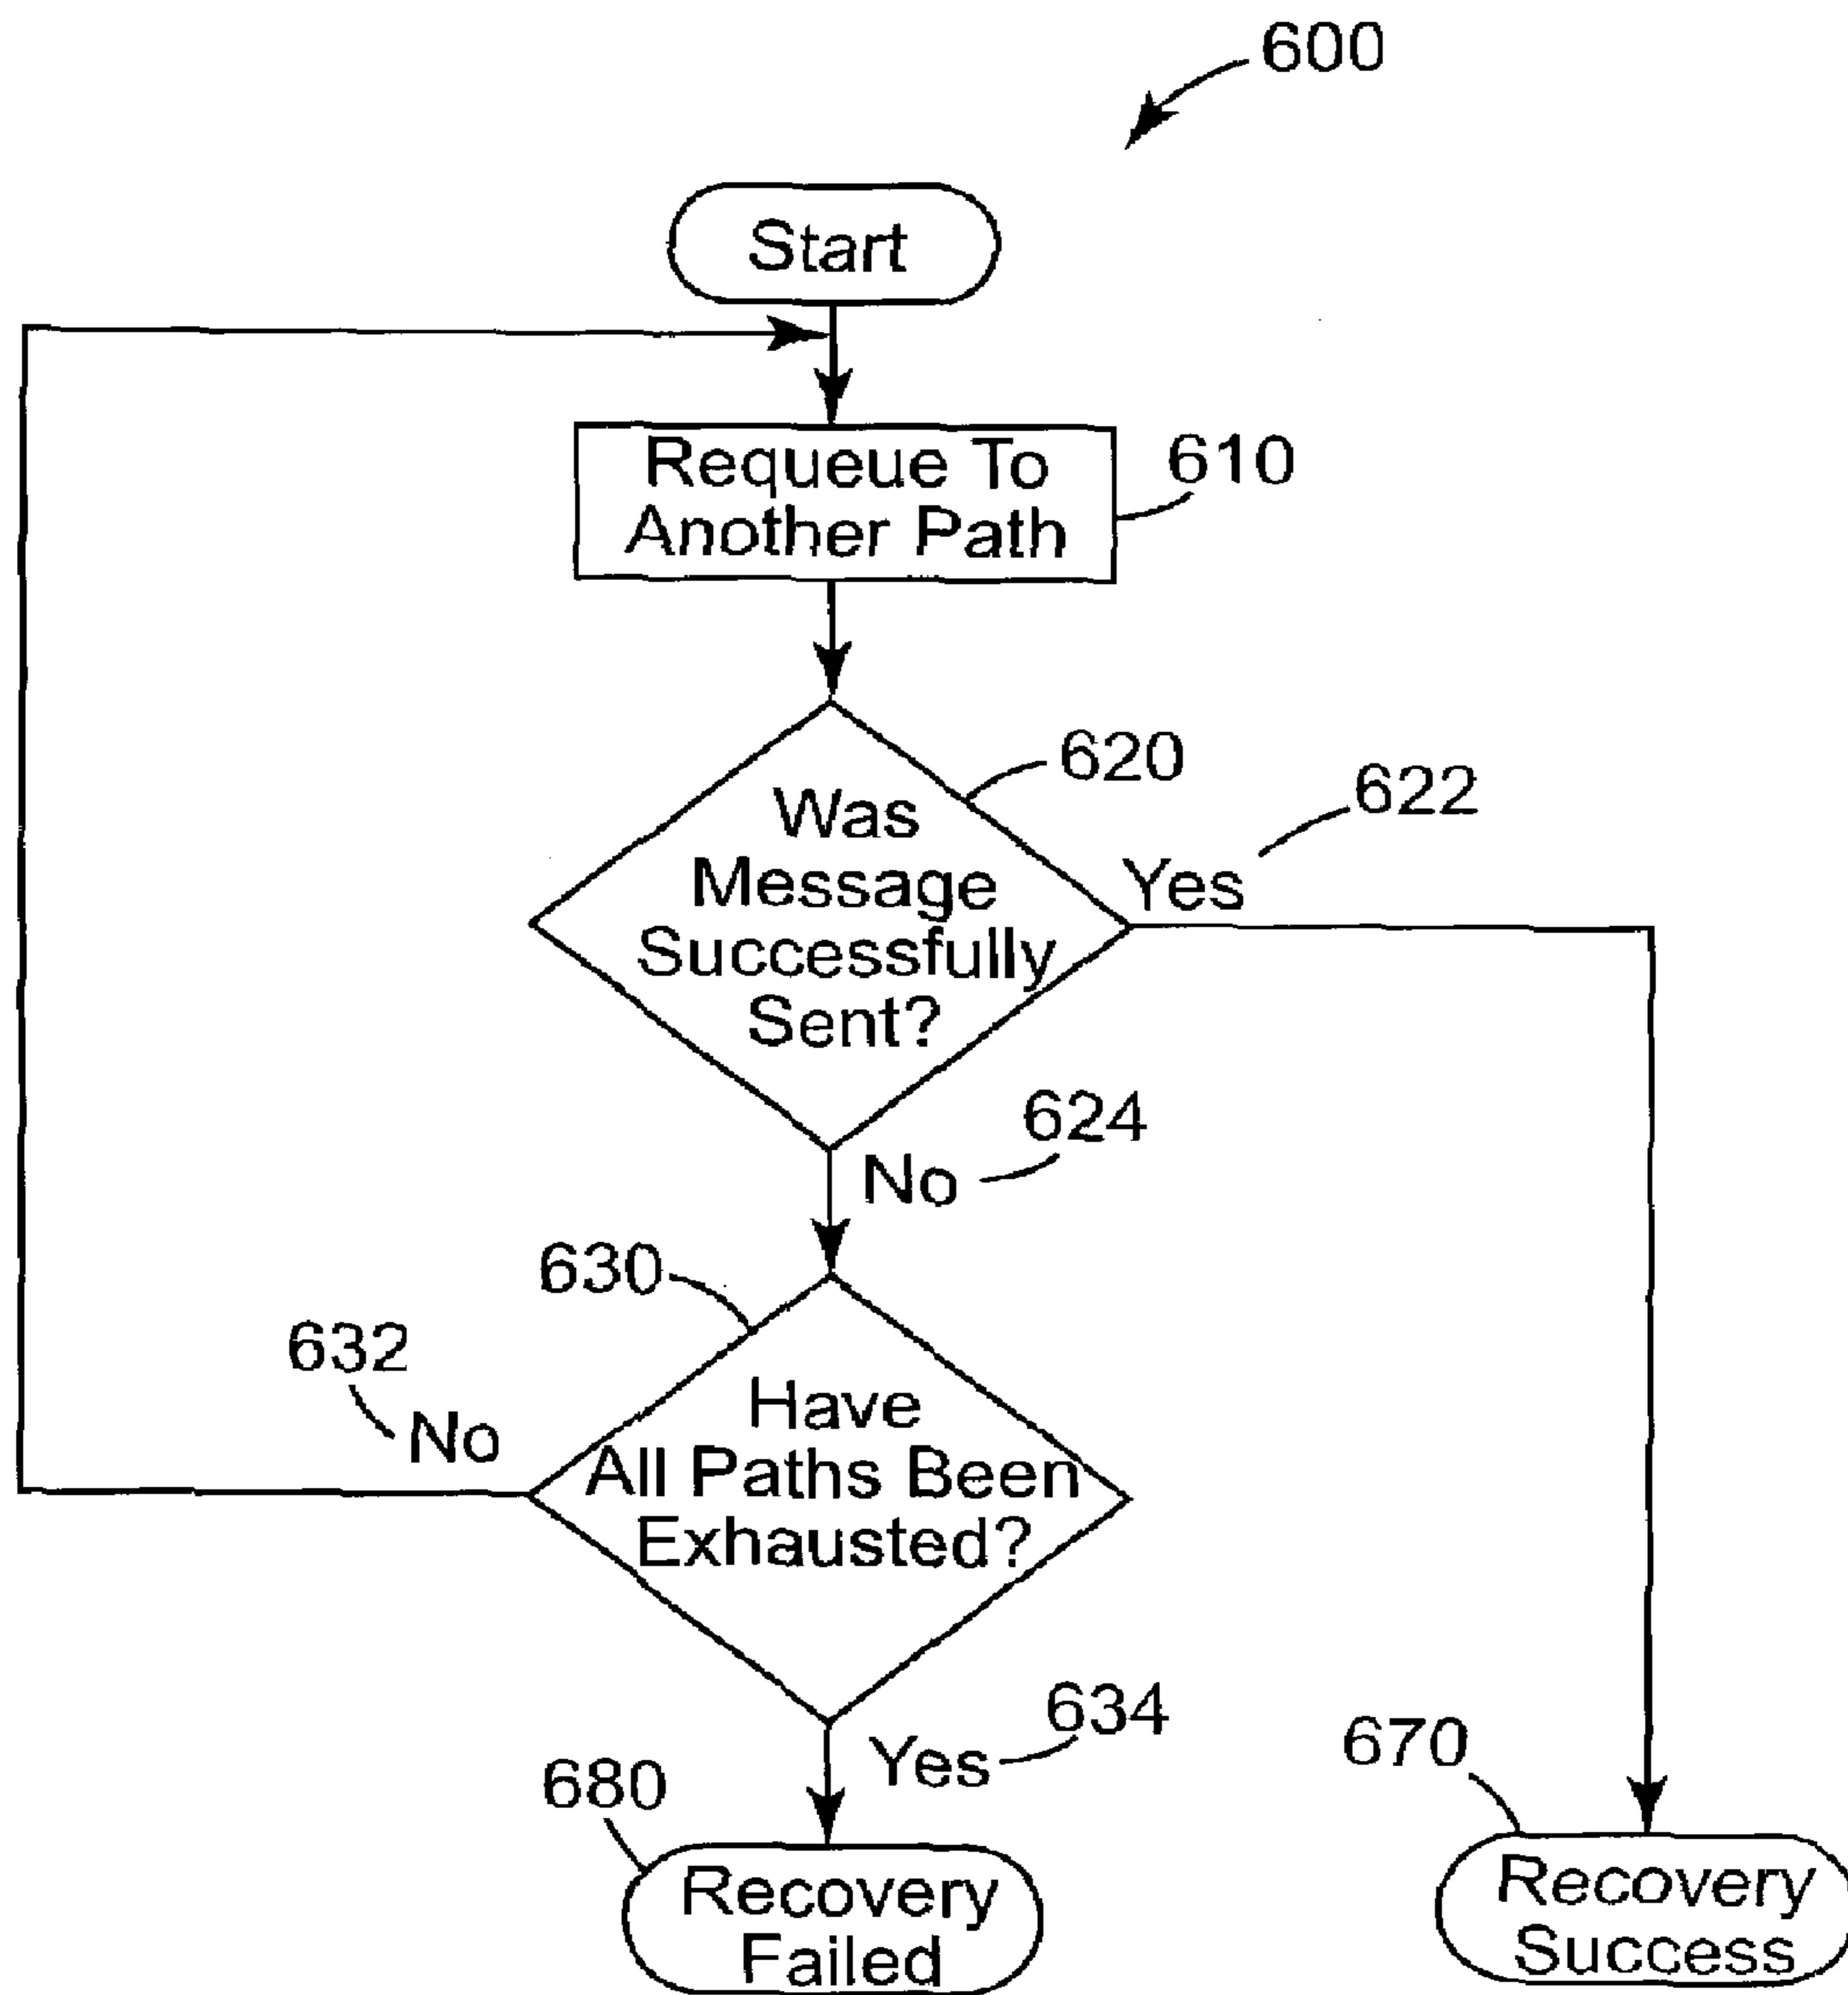 600
Start
Requeue To
Another Path
610
620
Was
Message
Successfully
Sent?
622
Yes
624
No
630
632
No
Have
All Paths Been
Exhausted?
634
Yes
680
Recovery
Failed
670
Recovery
Success